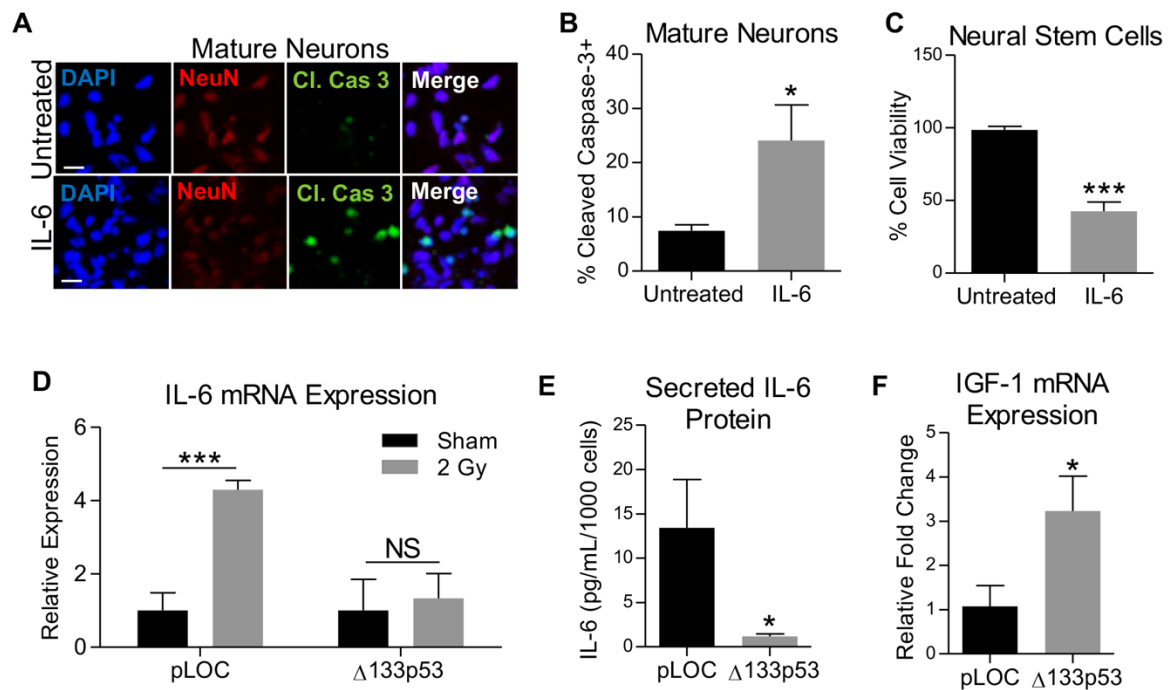 A
Mature Neurons
DAPI
NeuN
Cl. Cas 3
Merge
Untreated
DAPI
NeuN
Cl. Cas 3
Merge
IL-6
B
Mature Neurons
% Cleaved Caspase-3+
40
30
20
10
0
*
Untreated
IL-6
C
Neural Stem Cells
% Cell Viability
150
100
50
0
***
Untreated
IL-6
D
IL-6 mRNA Expression
Relative Expression
6
4
2
0
***
NS
Sham
2 Gy
pLOC
Δ133p53
E
Secreted IL-6
Protein
IL-6 (pg/mL/1000 cells)
25
20
15
10
5
0
*
pLOC
Δ133p53
F
IGF-1 mRNA
Expression
Relative Fold Change
5
4
3
2
1
0
*
pLOC
Δ133p53